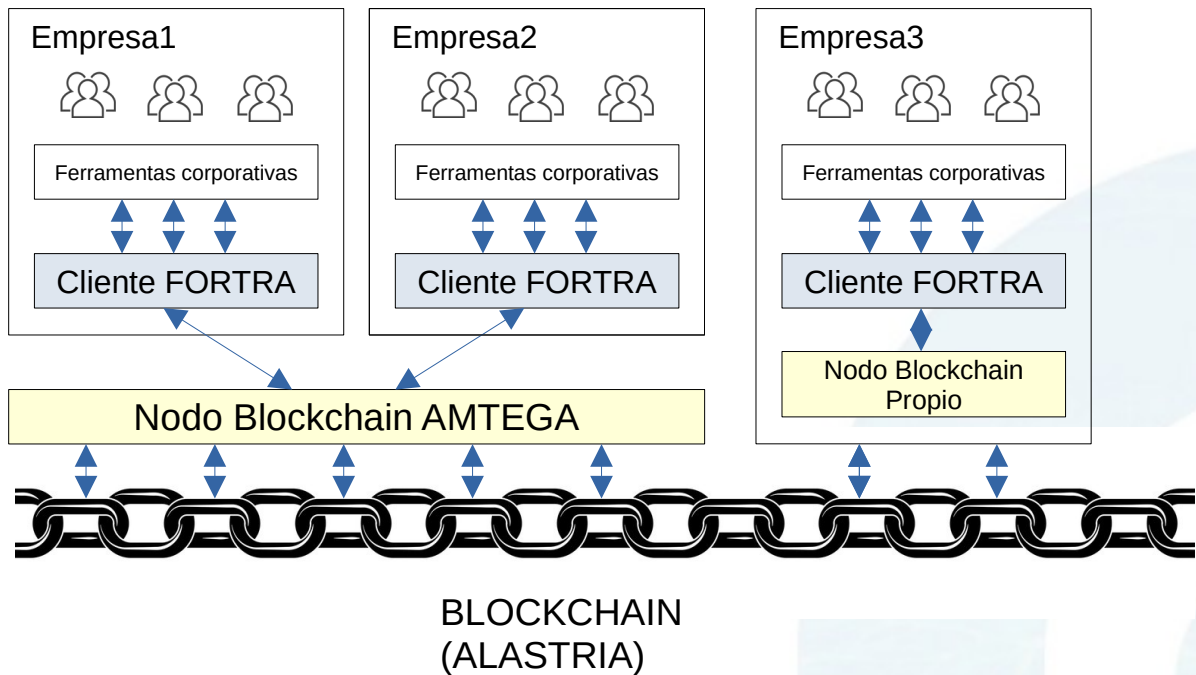 Empresa1
Empresa2
Empresa3
Ferramentas corporativas
Ferramentas corporativas
Ferramentas corporativas
Cliente FORTRA
Cliente FORTRA
Cliente FORTRA
Nodo Blockchain
Propio
Nodo Blockchain AMTEGA
BLOCKCHAIN
(ALASTRIA)